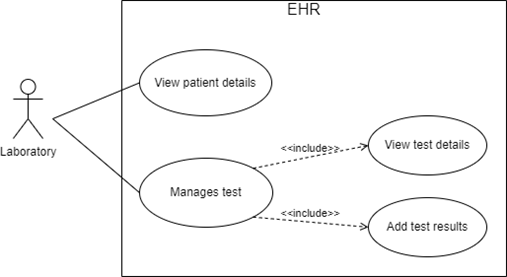 EHR
View patient details
<<include>>
View test details
Laboratory
Manages test
<<include>>
Add test results